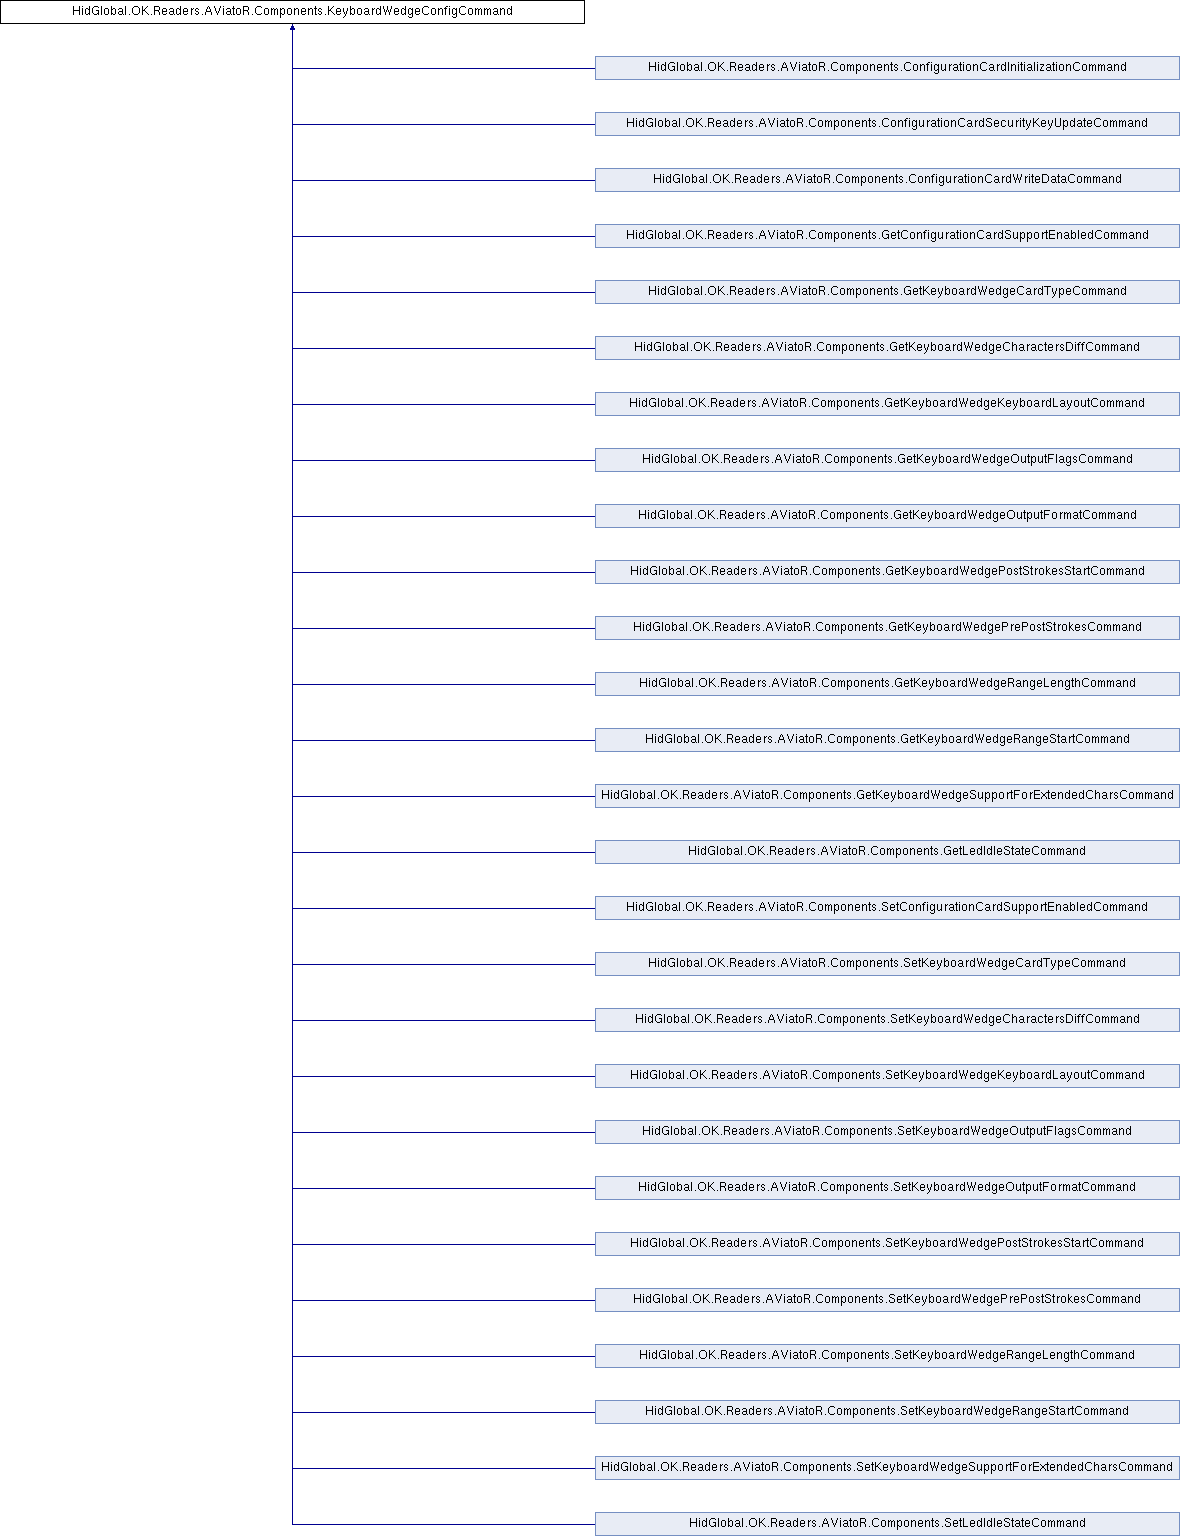 HidGlobal.OK.Readers.AViatoR.Components.KeyboardWedgeConfigCommand
HidGlobal.OK.Readers.AViatoR.Components.ConfigurationCardInitializationCommand
HidGlobal.OK.Readers.AViatoR.Components.ConfigurationCardSecurityKeyUpdateCommand
HidGlobal.OK.Readers.AViatoR.Components.ConfigurationCardWriteDataCommand
HidGlobal.OK.Readers.AViatoR.Components.GetConfigurationCardSupportEnabledCommand
HidGlobal.OK.Readers.AViatoR.Components.GetKeyboardWedgeCardTypeCommand
HidGlobal.OK.Readers.AViatoR.Components.GetKeyboardWedgeCharactersDiffCommand
HidGlobal.OK.Readers.AViatoR.Components.GetKeyboardWedgeKeyboardLayoutCommand
HidGlobal.OK.Readers.AViatoR.Components.GetKeyboardWedgeOutputFlagsCommand
HidGlobal.OK.Readers.AViatoR.Components.GetKeyboardWedgeOutputFormatCommand
HidGlobal.OK.Readers.AViatoR.Components.GetKeyboardWedgePostStrokesStartCommand
HidGlobal.OK.Readers.AViatoR.Components.GetKeyboardWedgePrePostStrokesCommand
HidGlobal.OK.Readers.AViatoR.Components.GetKeyboardWedgeRangeLengthCommand
HidGlobal.OK.Readers.AViatoR.Components.GetKeyboardWedgeRangeStartCommand
HidGlobal.OK.Readers.AViatoR.Components.GetKeyboardWedgeSupportForExtendedCharsCommand
HidGlobal.OK.Readers.AViatoR.Components.GetLedIdleStateCommand
HidGlobal.OK.Readers.AViatoR.Components.SetConfigurationCardSupportEnabledCommand
HidGlobal.OK.Readers.AViatoR.Components.SetKeyboardWedgeCardTypeCommand
HidGlobal.OK.Readers.AViatoR.Components.SetKeyboardWedgeCharactersDiffCommand
HidGlobal.OK.Readers.AViatoR.Components.SetKeyboardWedgeKeyboardLayoutCommand
HidGlobal.OK.Readers.AViatoR.Components.SetKeyboardWedgeOutputFlagsCommand
HidGlobal.OK.Readers.AViatoR.Components.SetKeyboardWedgeOutputFormatCommand
HidGlobal.OK.Readers.AViatoR.Components.SetKeyboardWedgePostStrokesStartCommand
HidGlobal.OK.Readers.AViatoR.Components.SetKeyboardWedgePrePostStrokesCommand
HidGlobal.OK.Readers.AViatoR.Components.SetKeyboardWedgeRangeLengthCommand
HidGlobal.OK.Readers.AViatoR.Components.SetKeyboardWedgeRangeStartCommand
HidGlobal.OK.Readers.AViatoR.Components.SetKeyboardWedgeSupportForExtendedCharsCommand
HidGlobal.OK.Readers.AViatoR.Components.SetLedIdleStateCommand